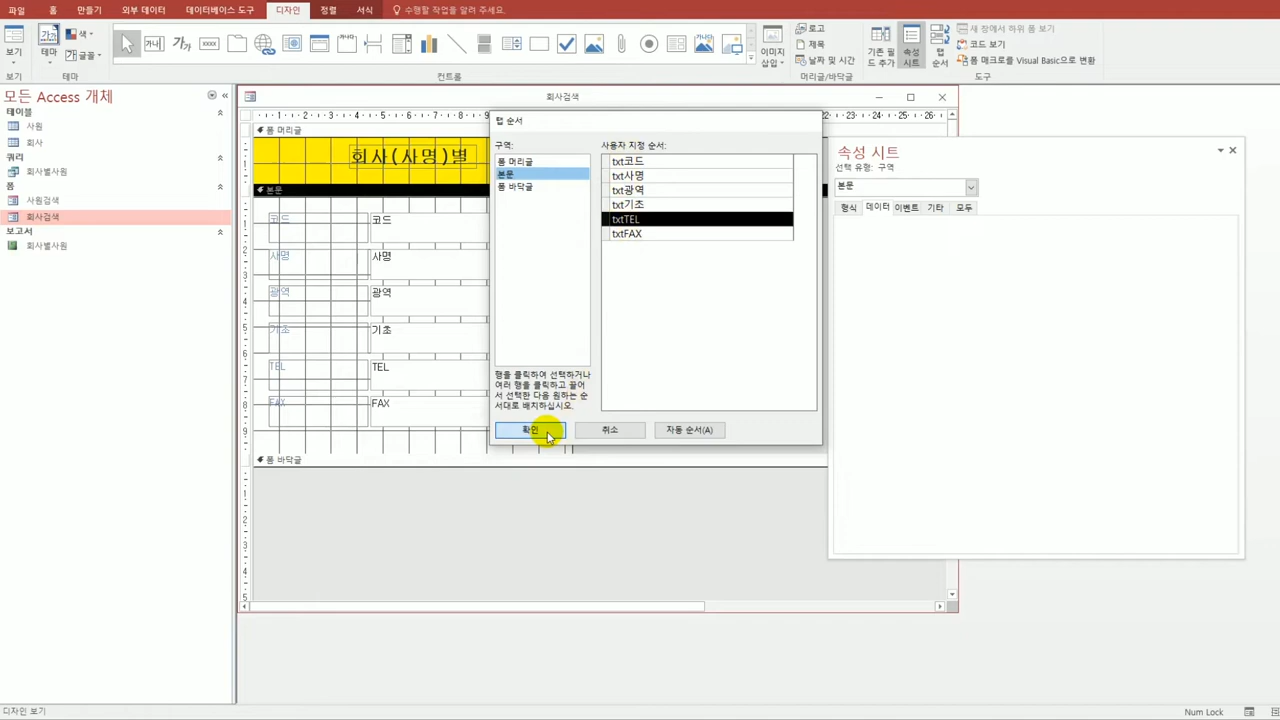 파일 홈 만들기 외부 데이터 데이터베이스 도구 디자인 정렬 서식 수행할 작업을 알려 주세요.
보기
테마
색
글꼴
가나
가가
xxxx
이미지
삽입
로고
제목
날짜 및 시간
기존 필
드 추가
속성
시트
탭
순서
새 창에서 하위 폼 보기
코드 보기
폼 매크로를 Visual Basic으로 변환
보기 테마 컨트롤 머리글/바닥글 도구
모든 Access 개체
테이블
사원
회사
쿼리
회사별사원
폼
사원검색
회사검색
보고서
회사별사원
회사검색
폼 머리글
회사(사명)별
본문
코드 코드
사명 사명
광역 광역
기초 기초
TEL TEL
FAX FAX
폼 바닥글
탭 순서
구역:
폼 머리글
본문
폼 바닥글
사용자 지정 순서:
txt코드
txt사명
txt광역
txt기초
txtTEL
txtFAX
행을 클릭하여 선택하거나
여러 행을 클릭하고 끌어
서 선택한 다음 원하는 순
서대로 배치하십시오.
확인 취소 자동 순서(A)
속성 시트
선택 유형: 구역
본문
형식 데이터 이벤트 기타 모두
디자인 보기
Num Lock